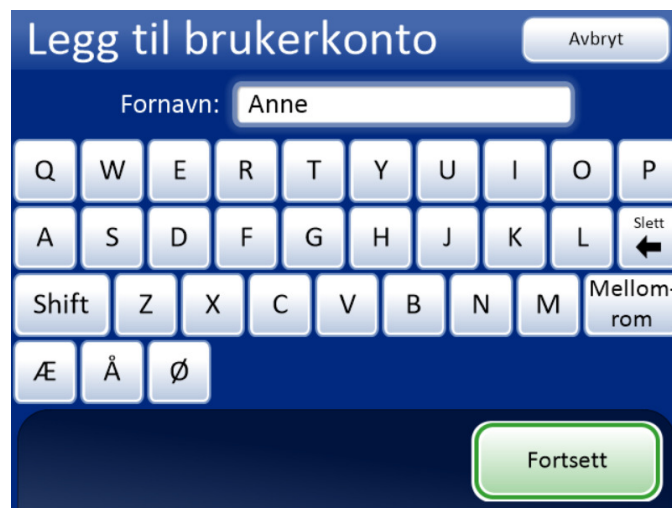 Legg til brukerkonto Avbryt
Fornavn: Anne
Q W E R T Y U I O P
A S D F G H J K L Slett
Shift Z X C V B N M Mellom-
rom
Æ Å Ø
Fortsett